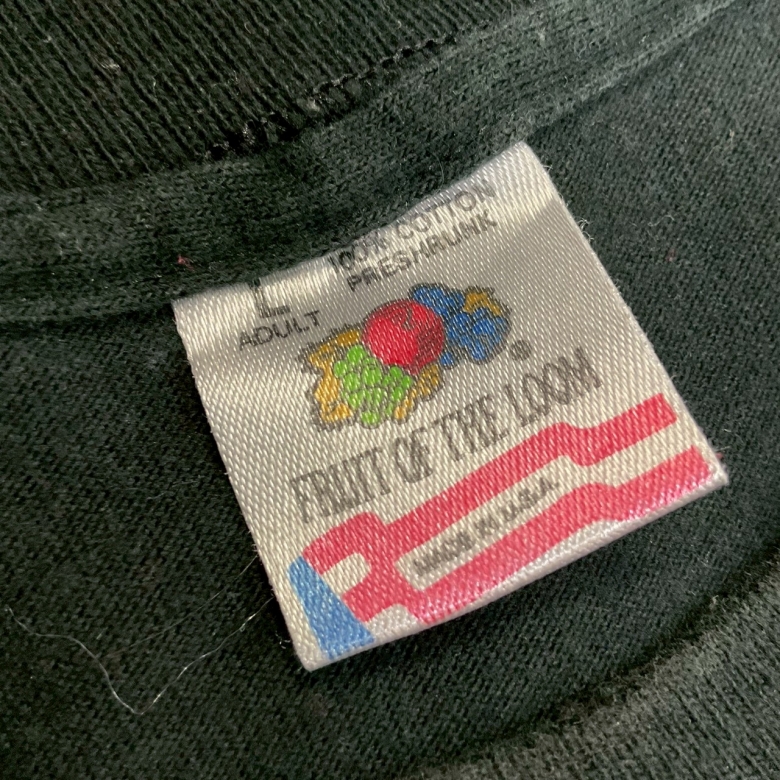 100% COTTON
L PRESHRUNK
ADULT
®
FRUIT OF THE LOOM
MADE IN U.S.A.